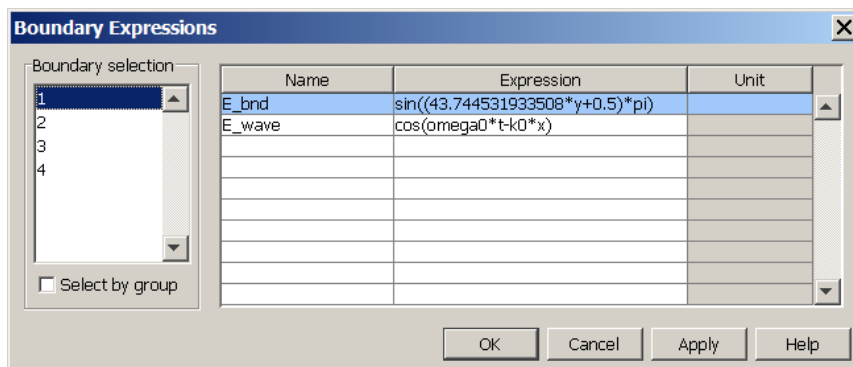 Boundary Expressions
Boundary selection
1
2
3
4
Select by group
Name Expression Unit
E_bnd sin((43.744531933508*y+0.5)*pi)
E_wave cos(omega0*t-k0*x)
OK Cancel Apply Help